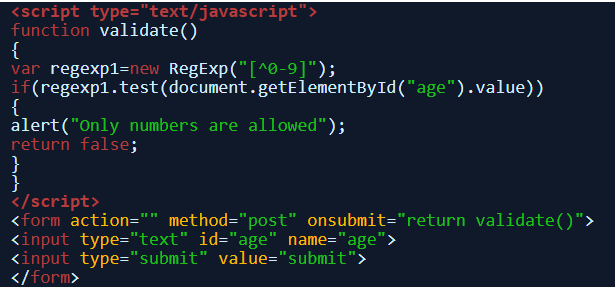 <script type="text/javascript">
function validate()
{
var regexp1=new RegExp("[^0-9]");
if(regexp1.test(document.getElementById("age").value))
{
alert("Only numbers are allowed");
return false;
}
}
</script>
<form action="" method="post" onsubmit="return validate()">
<input type="text" id="age" name="age">
<input type="submit" value="submit">
</form>